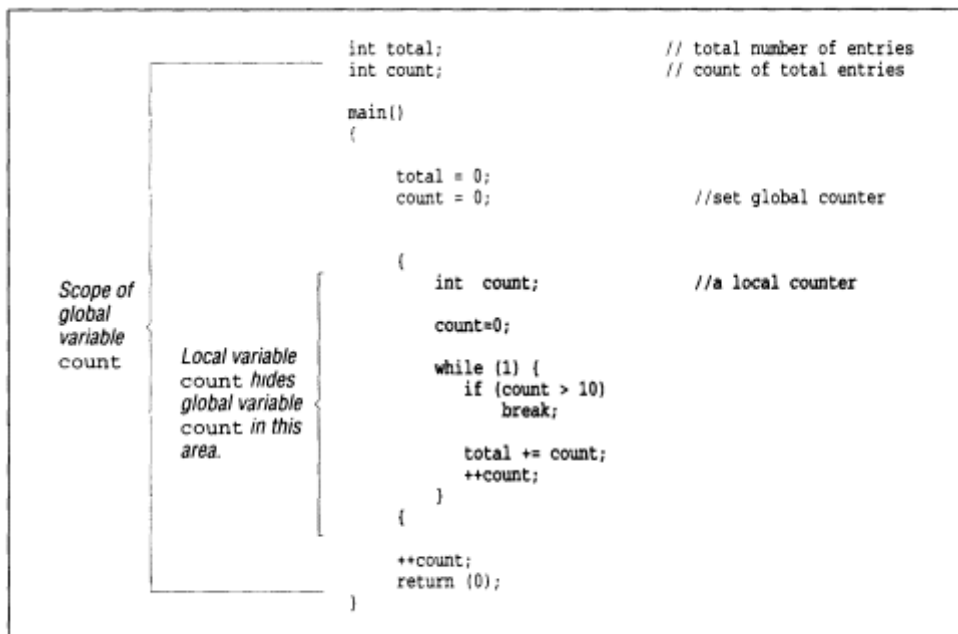 int total; // total number of entries
int count; // count of total entries
main()
{
total = 0;
count = 0; //set global counter
{
int count; //a local counter
count=0;
while (1) {
if (count > 10)
break;
total += count;
++count;
}
{
++count;
return (0);
}
Scope of
global
variable
count
Local variable
count hides
global variable
count in this
area.